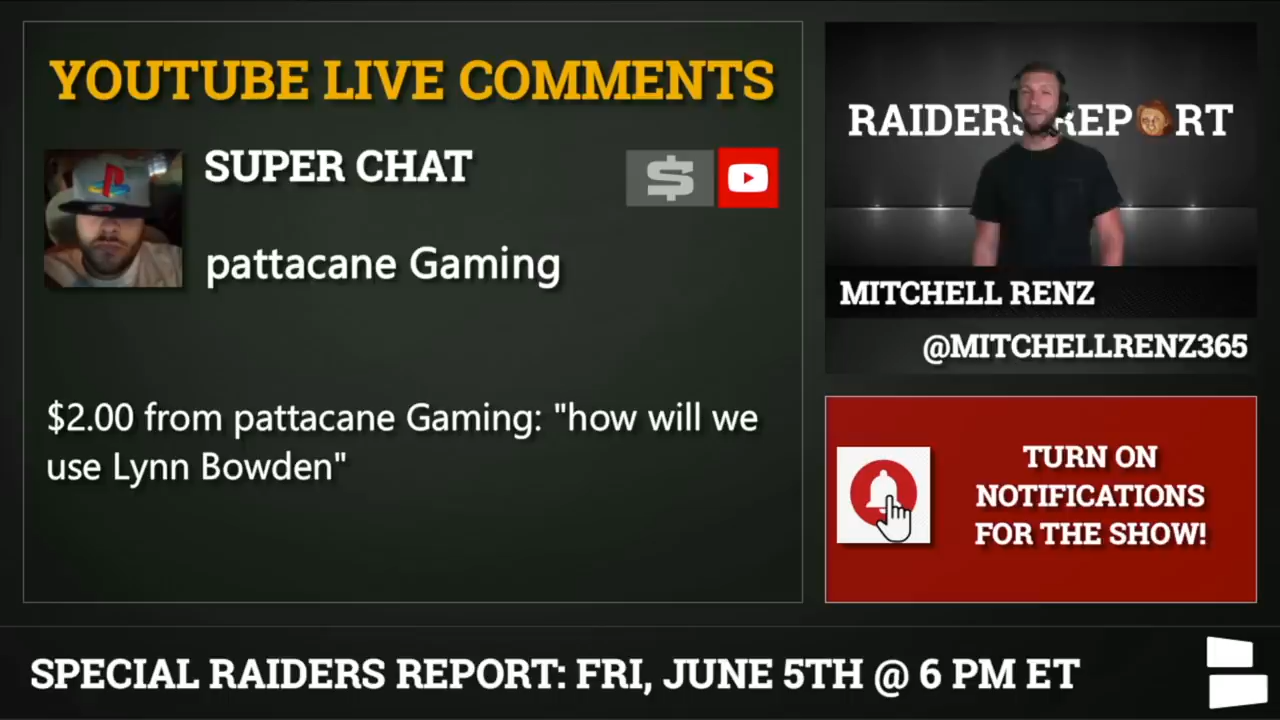 YOUTUBE LIVE COMMENTS
SUPER CHAT
pattacane Gaming
$2.00 from pattacane Gaming: "how will we
use Lynn Bowden"
RAIDERS REPORT
MITCHELL RENZ
@MITCHELLRENZ365
TURN ON
NOTIFICATIONS
FOR THE SHOW!
SPECIAL RAIDERS REPORT: FRI, JUNE 5TH @ 6 PM ET